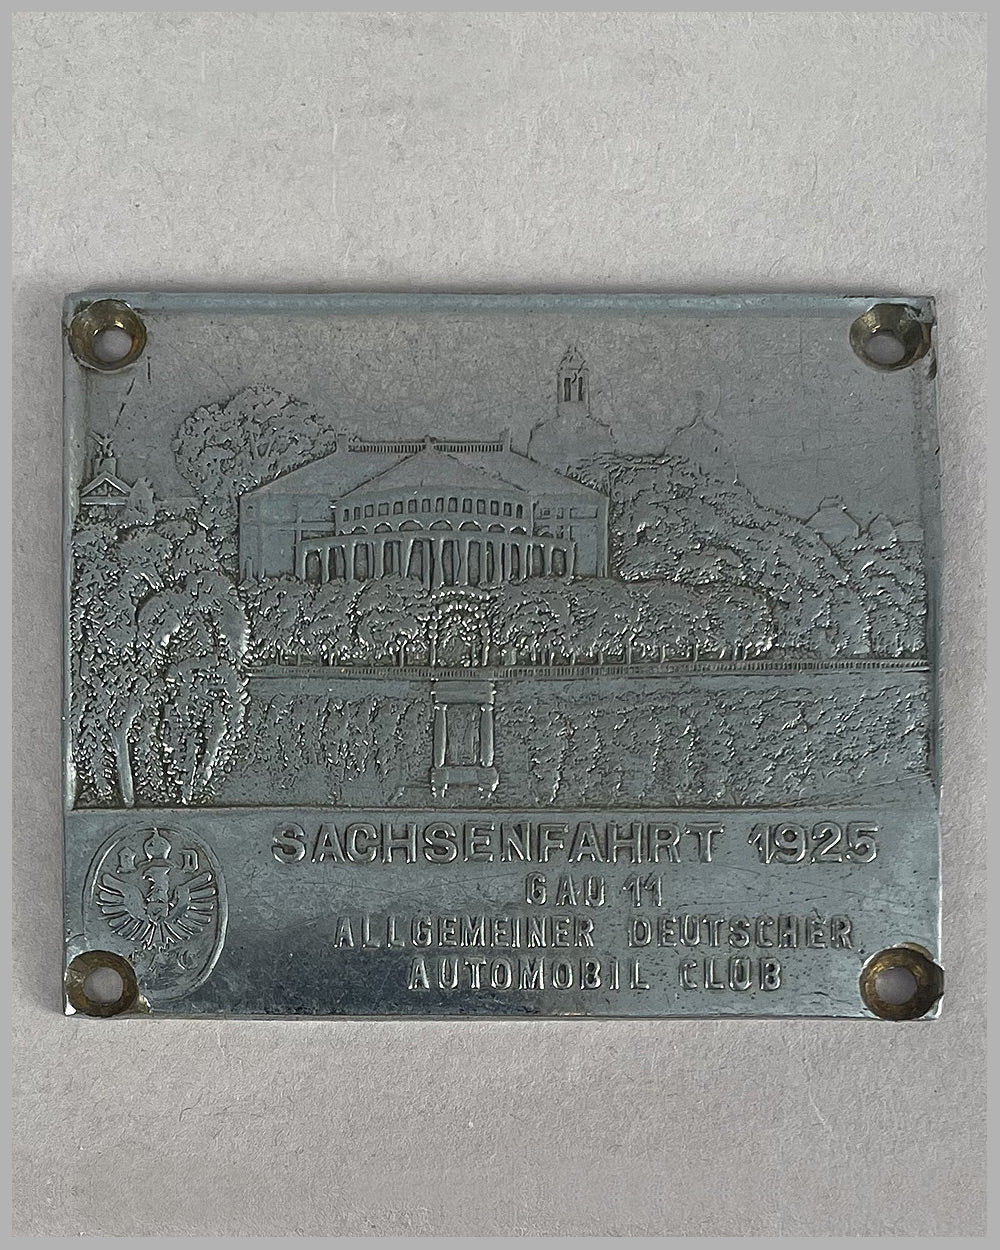 A D
A C
SACHSENFAHRT 1925
GAU 11
ALLGEMEINER DEUTSCHER
AUTOMOBIL CLUB